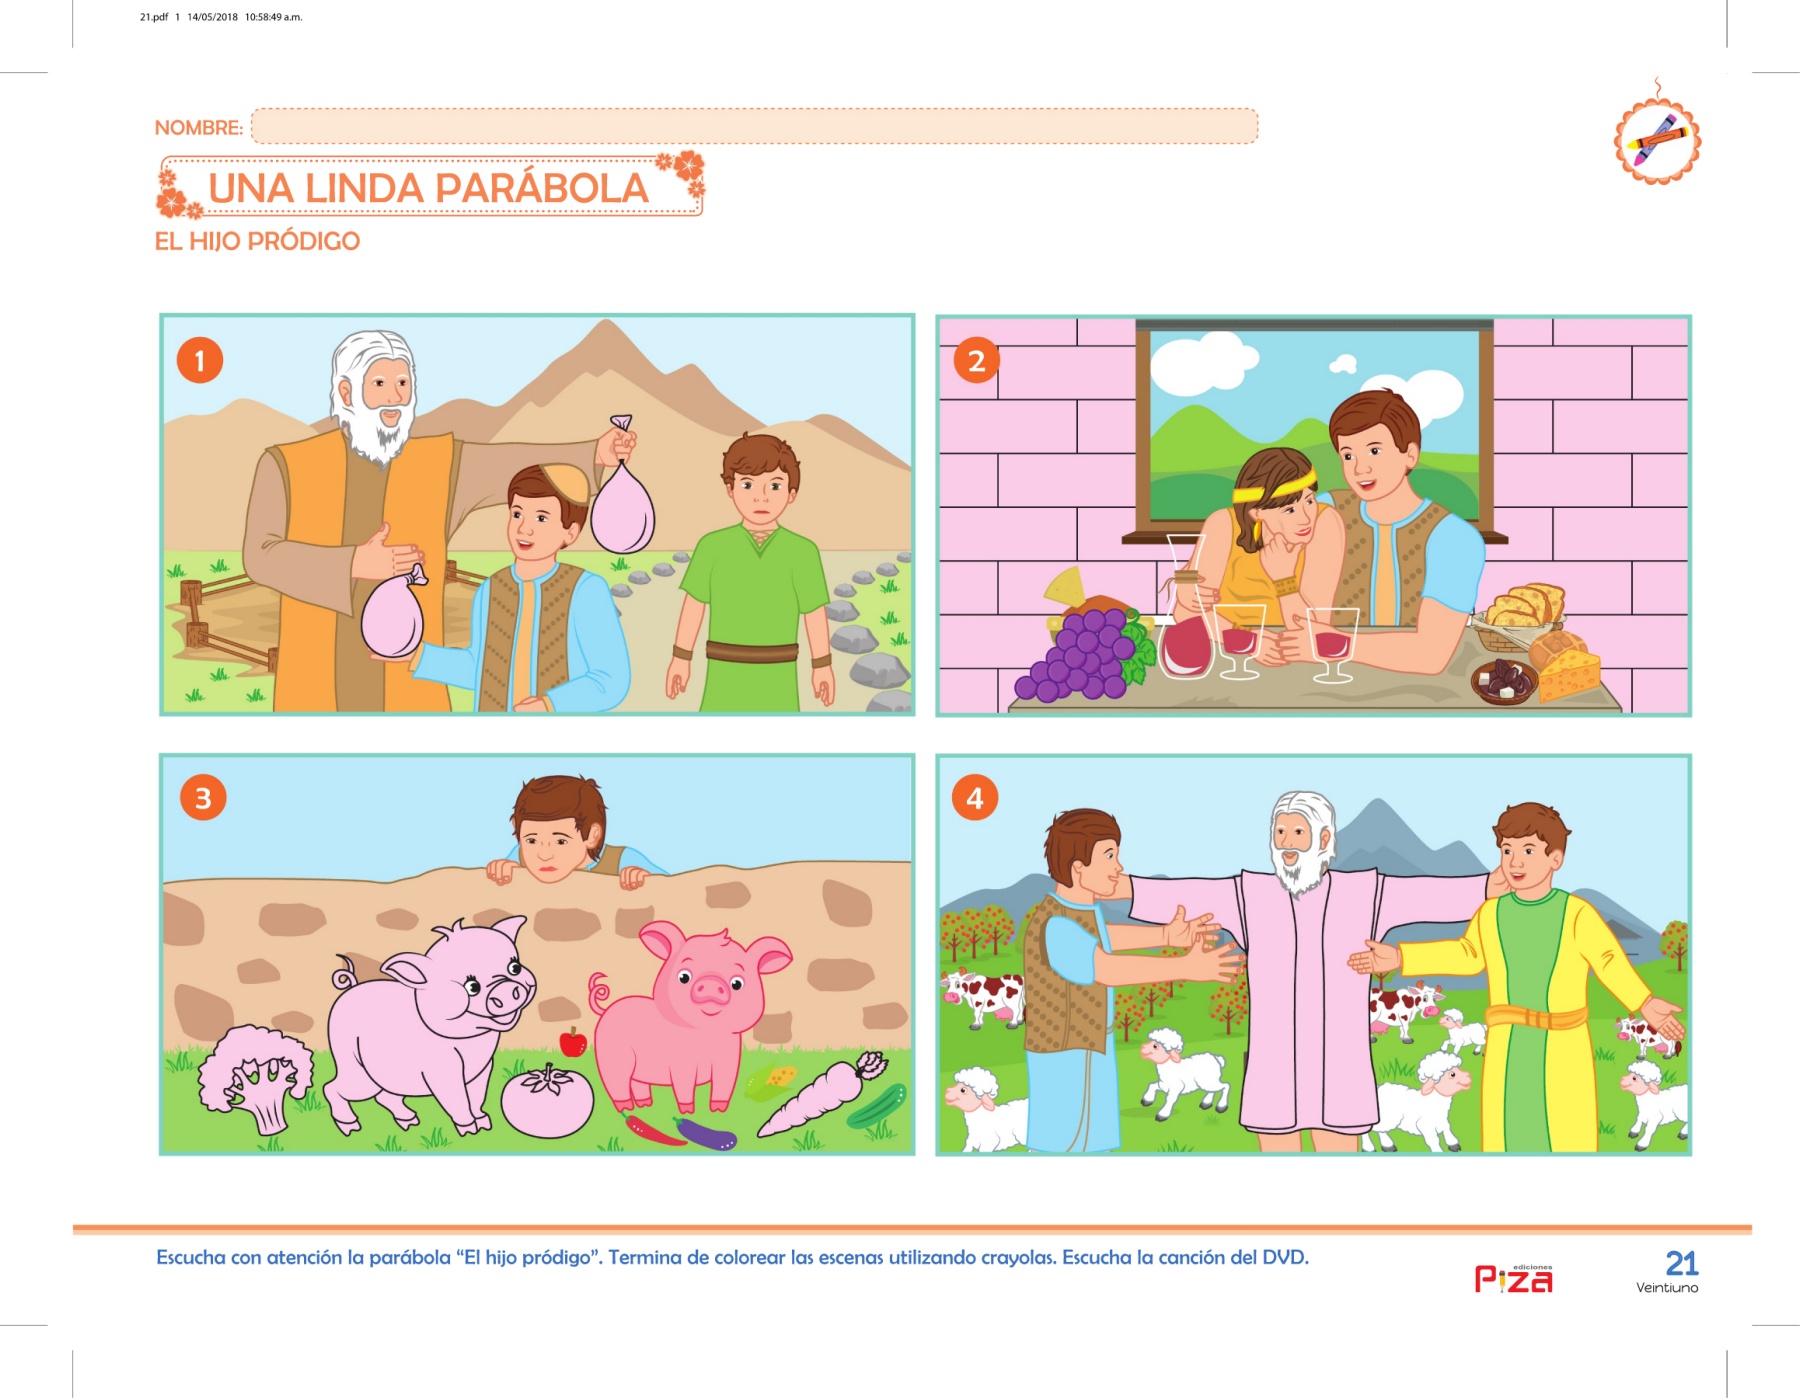 21.pdf 1 14/05/2018 10:58:49 a.m.
NOMBRE:
UNA LINDA PARÁBOLA
EL HIJO PRÓDIGO
1
2
3
4
Escucha con atención la parábola “El hijo pródigo”. Termina de colorear las escenas utilizando crayolas. Escucha la canción del DVD.
ediciones
Piza
21
Veintiuno